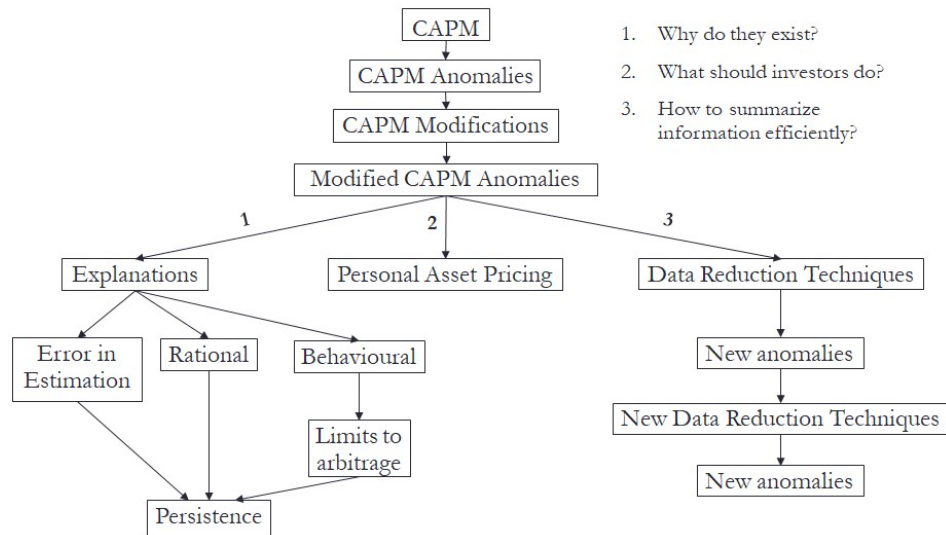 CAPM
CAPM Anomalies
CAPM Modifications
Modified CAPM Anomalies
1. Why do they exist?
2. What should investors do?
3. How to summarize
information efficiently?
1
2
3
Explanations
Personal Asset Pricing
Data Reduction Techniques
Error in
Estimation
Rational
Behavioural
New anomalies
Limits to
arbitrage
New Data Reduction Techniques
New anomalies
Persistence